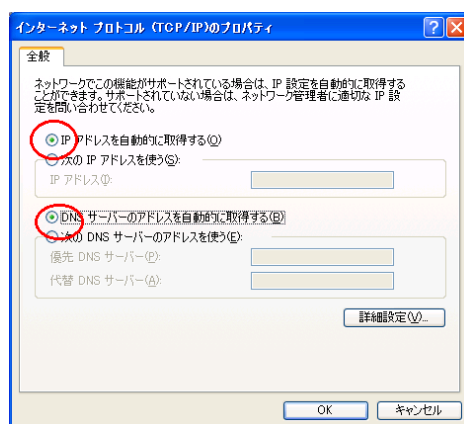 インターネット プロトコル (TCP/IP)のプロパティ
全般
ネットワークでこの機能がサポートされている場合は、IP 設定を自動的に取得する
ことができます。サポートされていない場合は、ネットワーク管理者に適切な IP 設
定を問い合わせてください。
IP アドレスを自動的に取得する(O)
次の IP アドレスを使う(S):
IP アドレス(I):
DNS サーバーのアドレスを自動的に取得する(B)
次の DNS サーバーのアドレスを使う(E):
優先 DNS サーバー(P):
代替 DNS サーバー(A):
詳細設定(V)...
OK
キャンセル